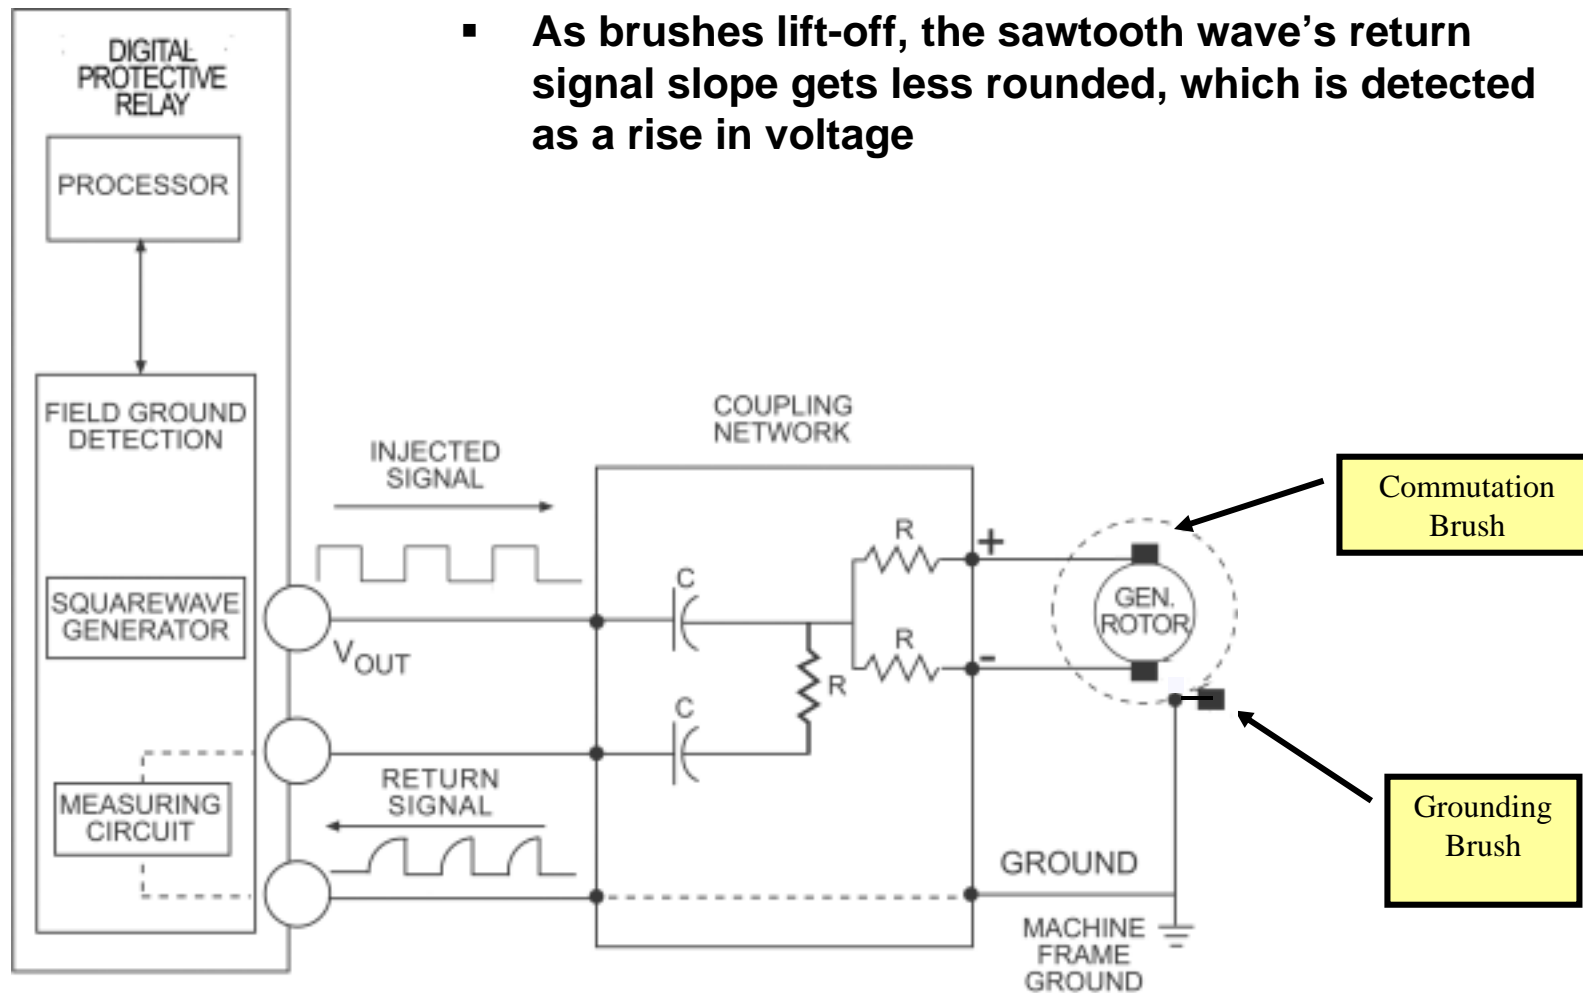 ▪ As brushes lift-off, the sawtooth wave’s return
signal slope gets less rounded, which is detected
as a rise in voltage
DIGITAL
PROTECTIVE
RELAY
PROCESSOR
FIELD GROUND
DETECTION
SQUAREWAVE
GENERATOR
MEASURING
CIRCUIT
INJECTED
SIGNAL
VOUT
RETURN
SIGNAL
COUPLING
NETWORK
C
C
R
R
R
+
-
GEN.
ROTOR
GROUND
MACHINE
FRAME
GROUND
Commutation
Brush
Grounding
Brush